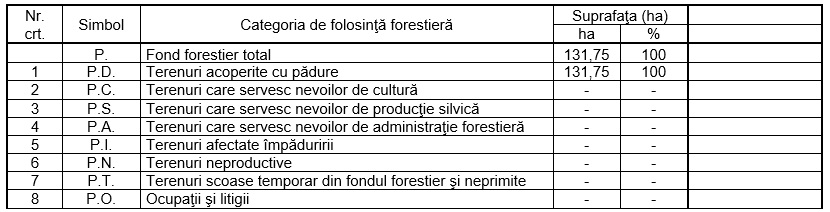 Nr. crt. Simbol Categoria de folosinţă forestieră Suprafaţa (ha)
ha %
P. Fond forestier total 131,75 100
1 P.D. Terenuri acoperite cu pădure 131,75 100
2 P.C. Terenuri care servesc nevoilor de cultură - -
3 P.S. Terenuri care servesc nevoilor de producţie silvică - -
4 P.A. Terenuri care servesc nevoilor de administraţie forestieră - -
5 P.I. Terenuri afectate împăduririi - -
6 P.N. Terenuri neproductive - -
7 P.T. Terenuri scoase temporar din fondul forestier şi neprimite - -
8 P.O. Ocupaţii şi litigii - -